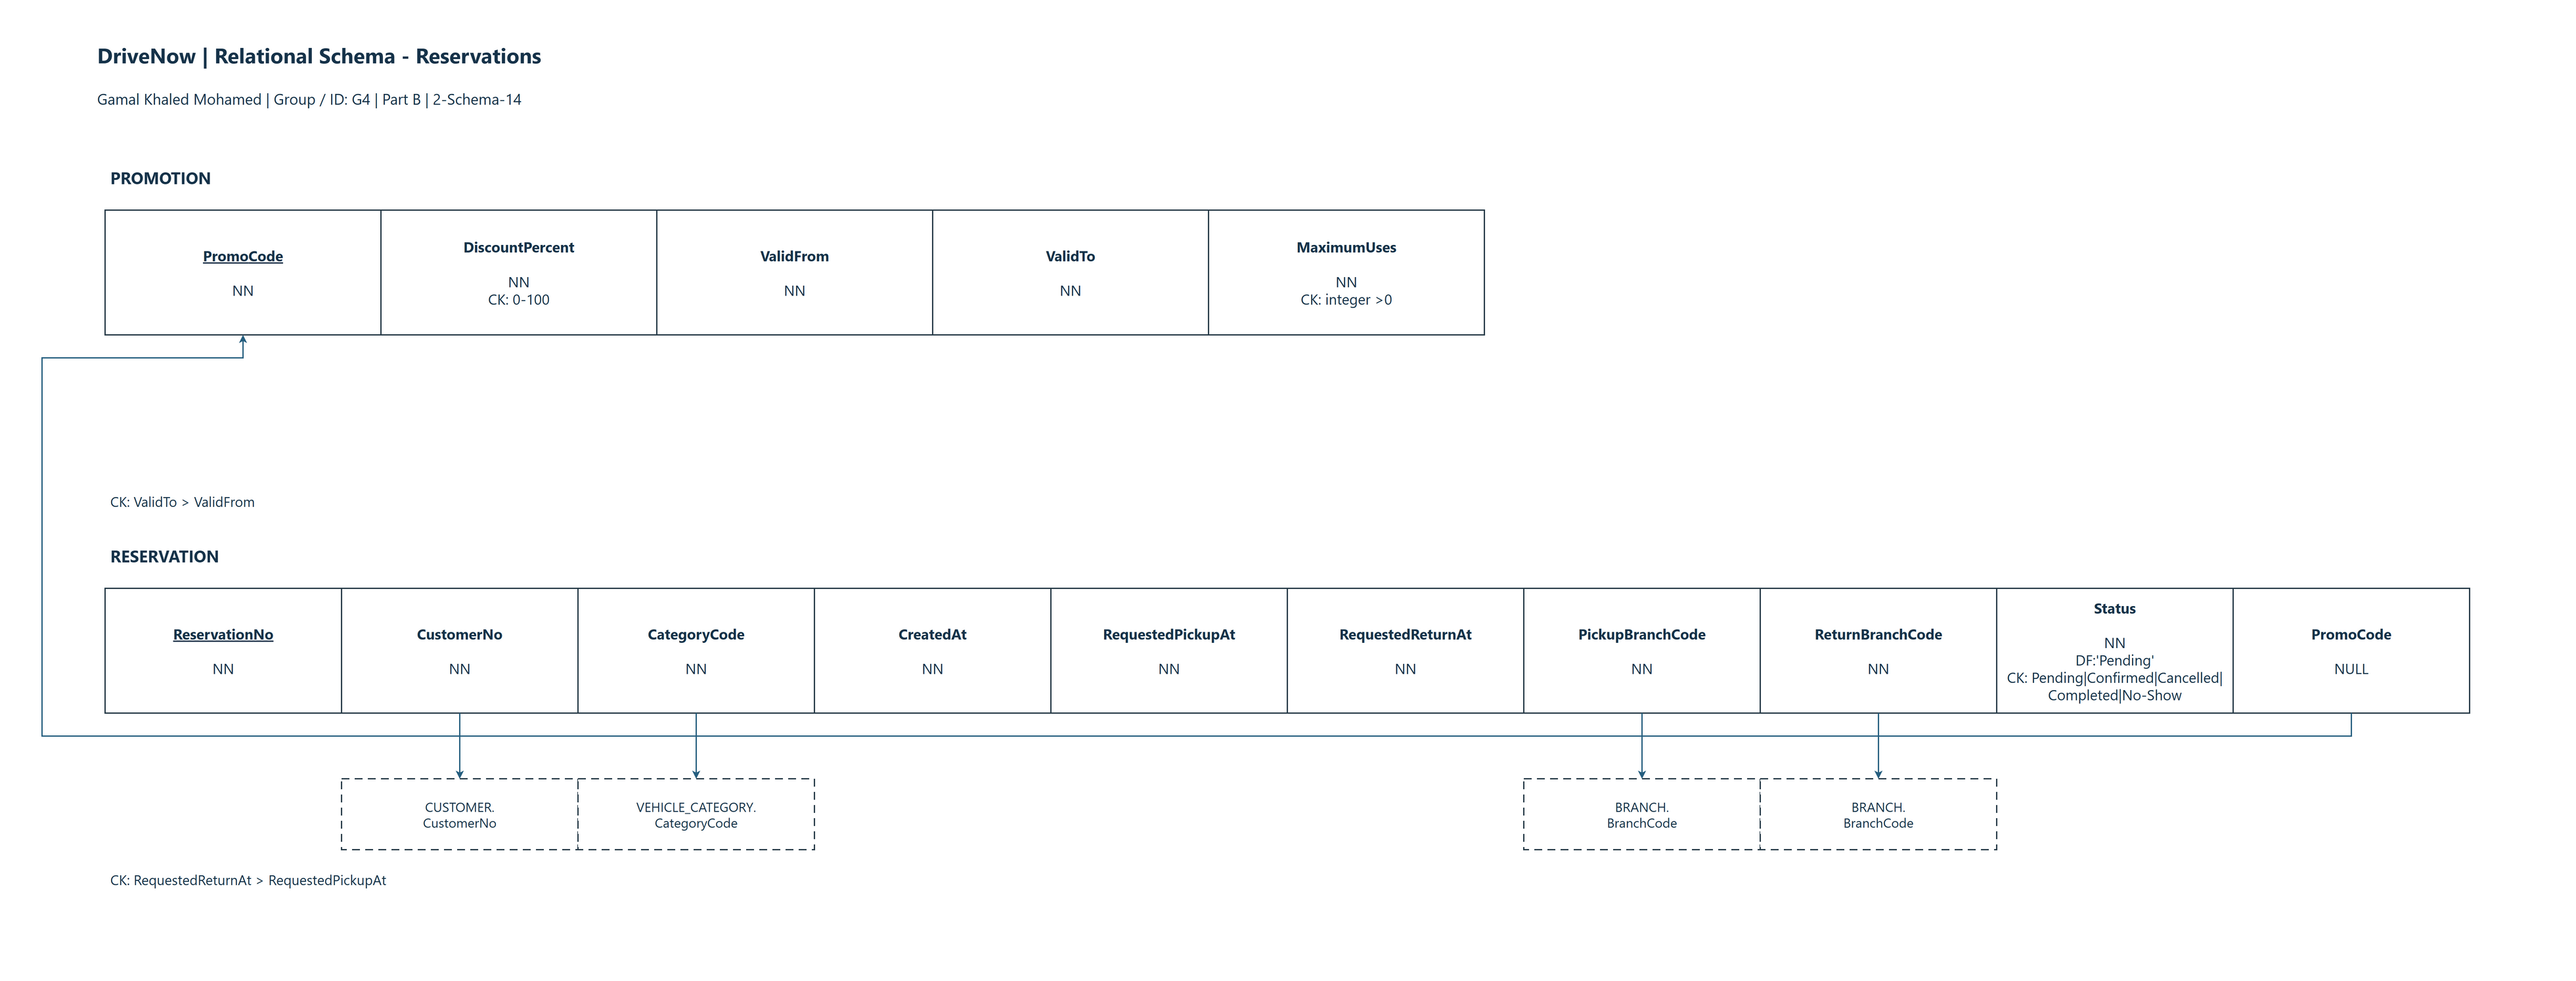 DriveNow | Relational Schema - Reservations
Gamal Khaled Mohamed | Group / ID: G4 | Part B | 2-Schema-14
PROMOTION
PromoCode
NN
DiscountPercent
NN
CK: 0-100
ValidFrom
NN
ValidTo
NN
MaximumUses
NN
CK: integer >0
CK: ValidTo > ValidFrom
RESERVATION
ReservationNo
NN
CustomerNo
NN
CategoryCode
NN
CreatedAt
NN
RequestedPickupAt
NN
RequestedReturnAt
NN
PickupBranchCode
NN
ReturnBranchCode
NN
Status
NN
DF:'Pending'
CK: Pending|Confirmed|Cancelled|
Completed|No-Show
PromoCode
NULL
CUSTOMER.
CustomerNo
VEHICLE_CATEGORY.
CategoryCode
BRANCH.
BranchCode
BRANCH.
BranchCode
CK: RequestedReturnAt > RequestedPickupAt